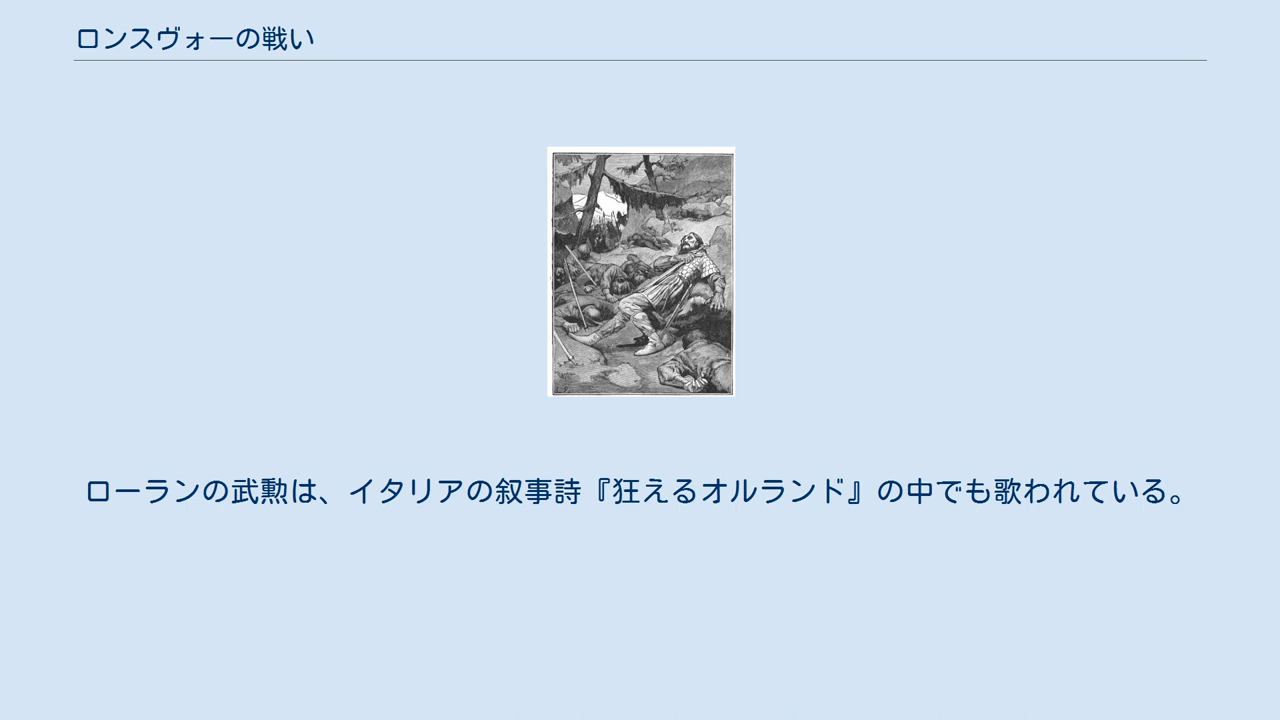 ロンスヴォーの戦い
ローランの武勲は、イタリアの叙事詩『狂えるオルランド』の中でも歌われている。